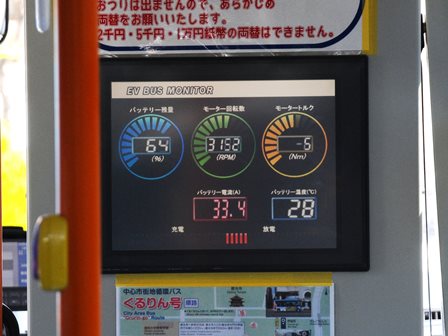 おつりは出ませんので、あらかじめ
両替をお願いいたします。
2千円・5千円・1万円紙幣の両替はできません。
EV BUS MONITOR
バッテリー残量 モーター回転数 モータートルク
64 3152 -5
(%) (RPM) (Nm)
バッテリー電流(A) バッテリー温度(℃)
33.4 28
充電 放電
中心市街地循環バス
ぐるりん号
City Area Bus